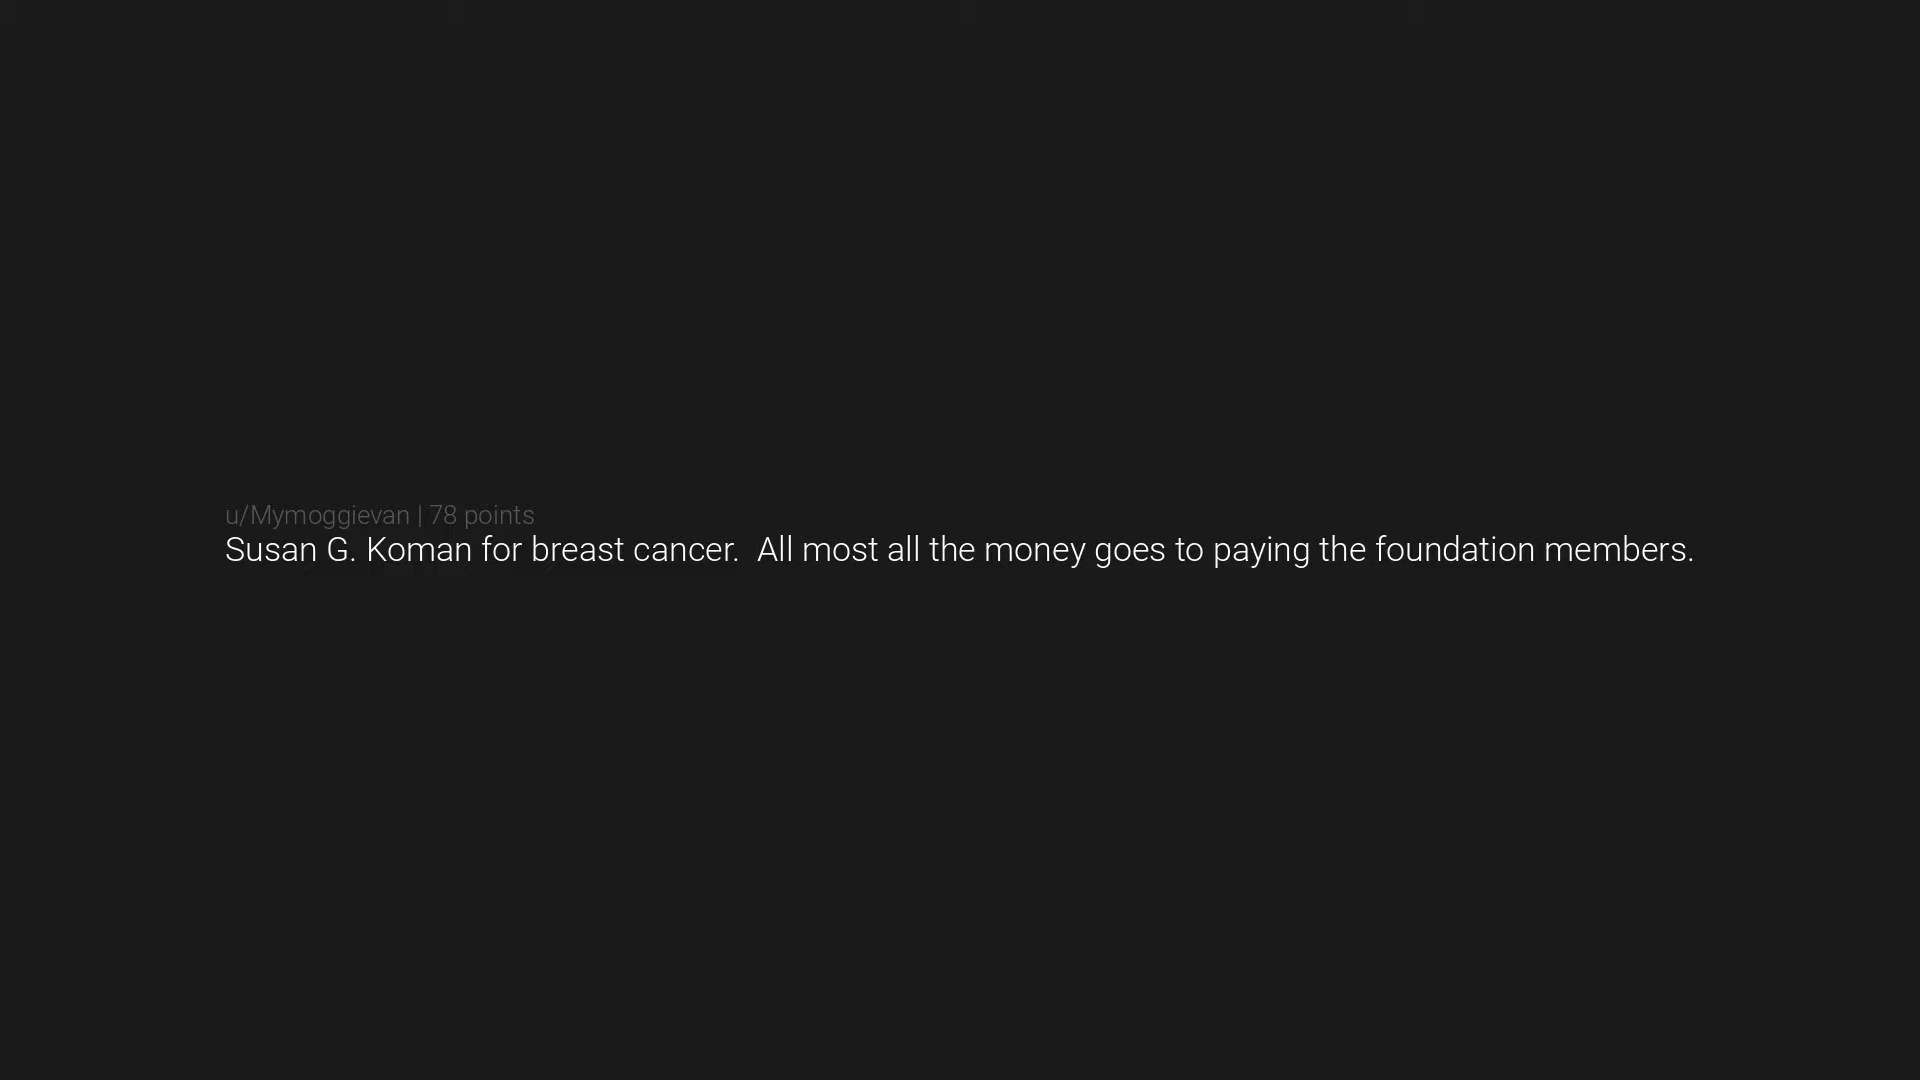 u/Mymoggievan | 78 points
Susan G. Koman for breast cancer.  All most all the money goes to paying the foundation members.